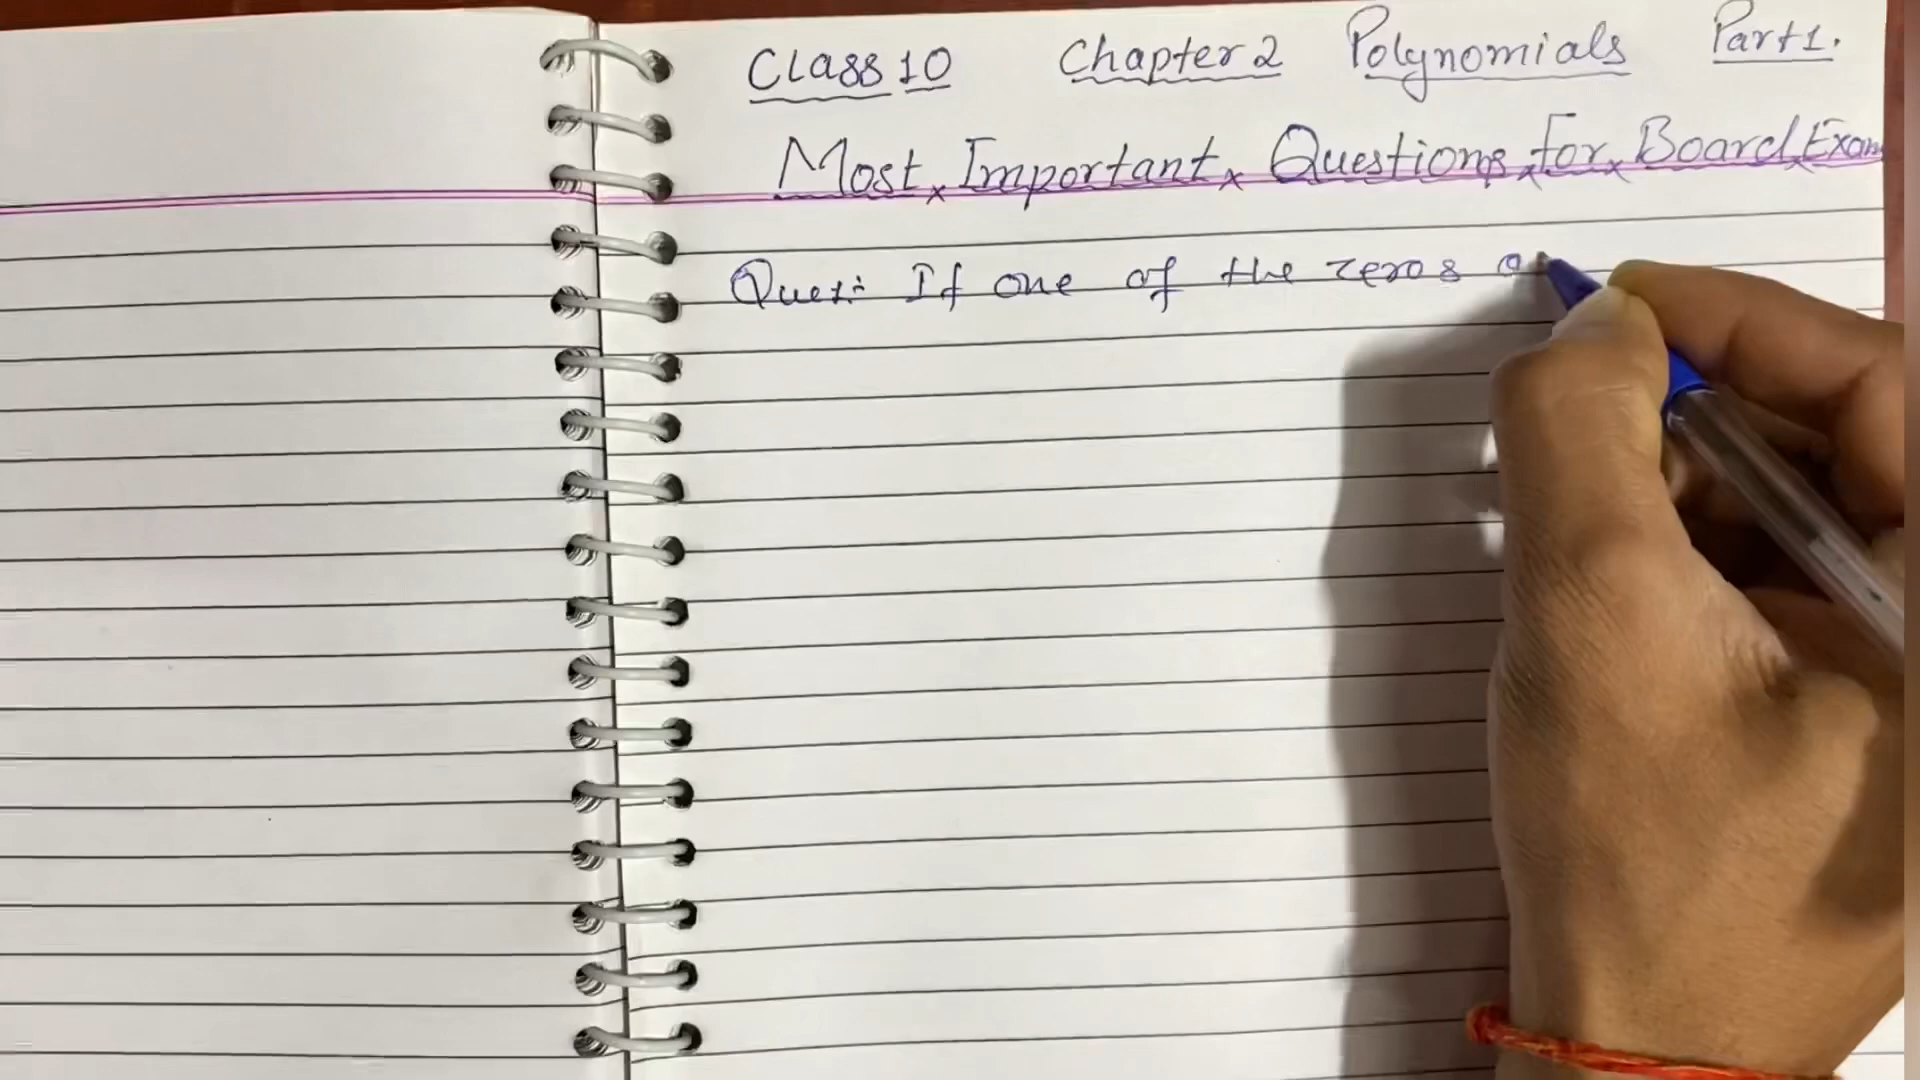 Class 10 Chapter 2 Polynomials Part 1.
Most Important Questions For Board Exam
Ques:- If one of the zeros o